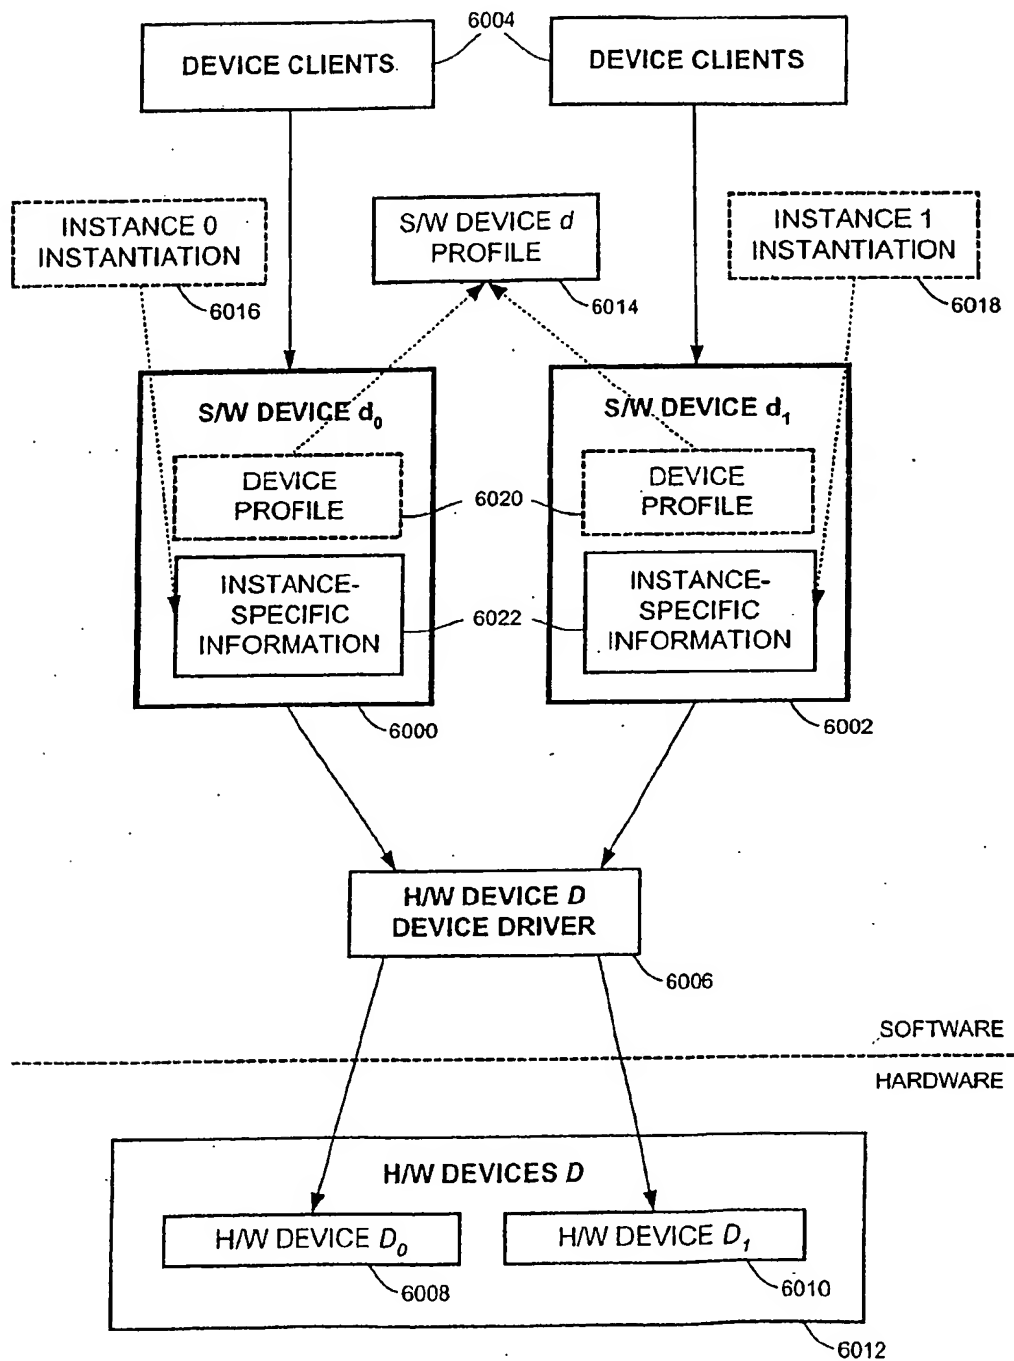 6004
DEVICE CLIENTS
DEVICE CLIENTS
INSTANCE 0
INSTANTIATION
6016
S/W DEVICE d
PROFILE
6014
INSTANCE 1
INSTANTIATION
6018
S/W DEVICE d0
DEVICE
PROFILE
6020
INSTANCE-
SPECIFIC
INFORMATION
6022
6000
S/W DEVICE d1
DEVICE
PROFILE
INSTANCE-
SPECIFIC
INFORMATION
6002
H/W DEVICE D
DEVICE DRIVER
6006
SOFTWARE
HARDWARE
H/W DEVICES D
H/W DEVICE D0
6008
H/W DEVICE D1
6010
6012